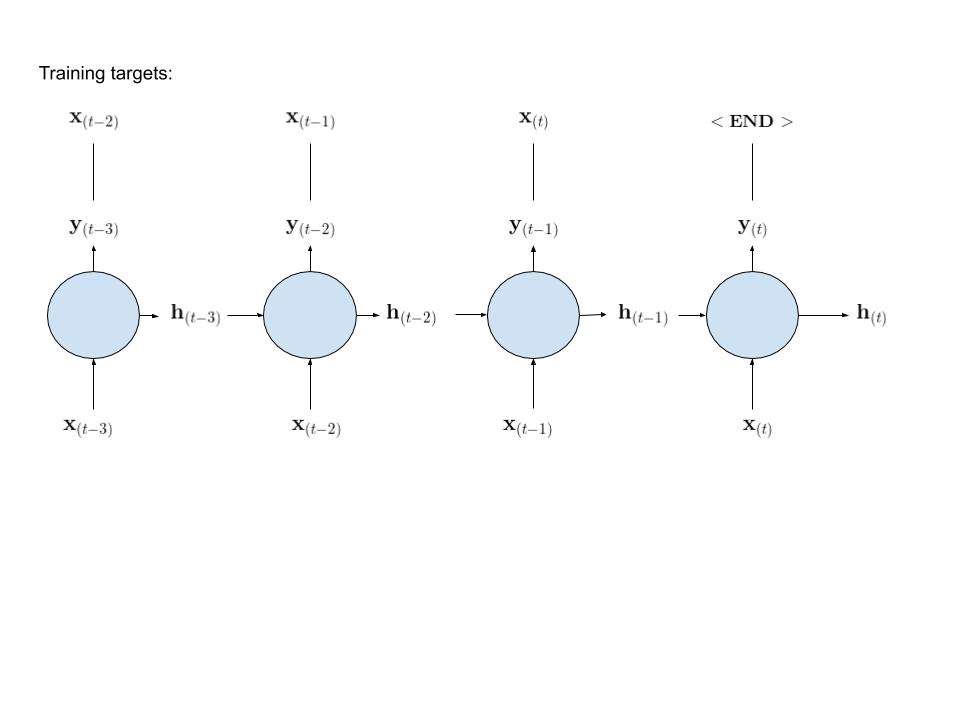 Training targets:
x(t−2) x(t−1) x(t) < END >
y(t−3) y(t−2) y(t−1) y(t)
h(t−3) h(t−2) h(t−1) h(t)
x(t−3) x(t−2) x(t−1) x(t)